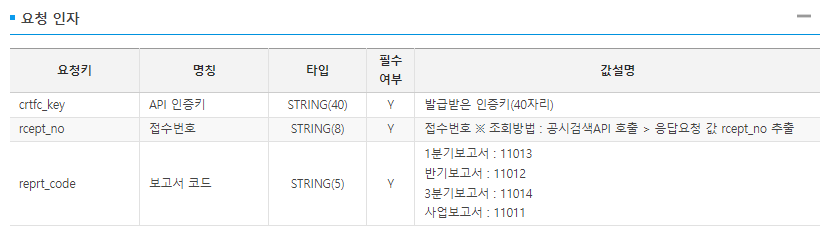 요청 인자
요청키 명칭 타입 필수 여부 값설명
crtfc_key API 인증키 STRING(40) Y 발급받은 인증키(40자리)
rcept_no 접수번호 STRING(8) Y 접수번호 ※ 조회방법 : 공시검색API 호출 > 응답요청 값 rcept_no 추출
reprt_code 보고서 코드 STRING(5) Y 1분기보고서 : 11013
반기보고서 : 11012
3분기보고서 : 11014
사업보고서 : 11011